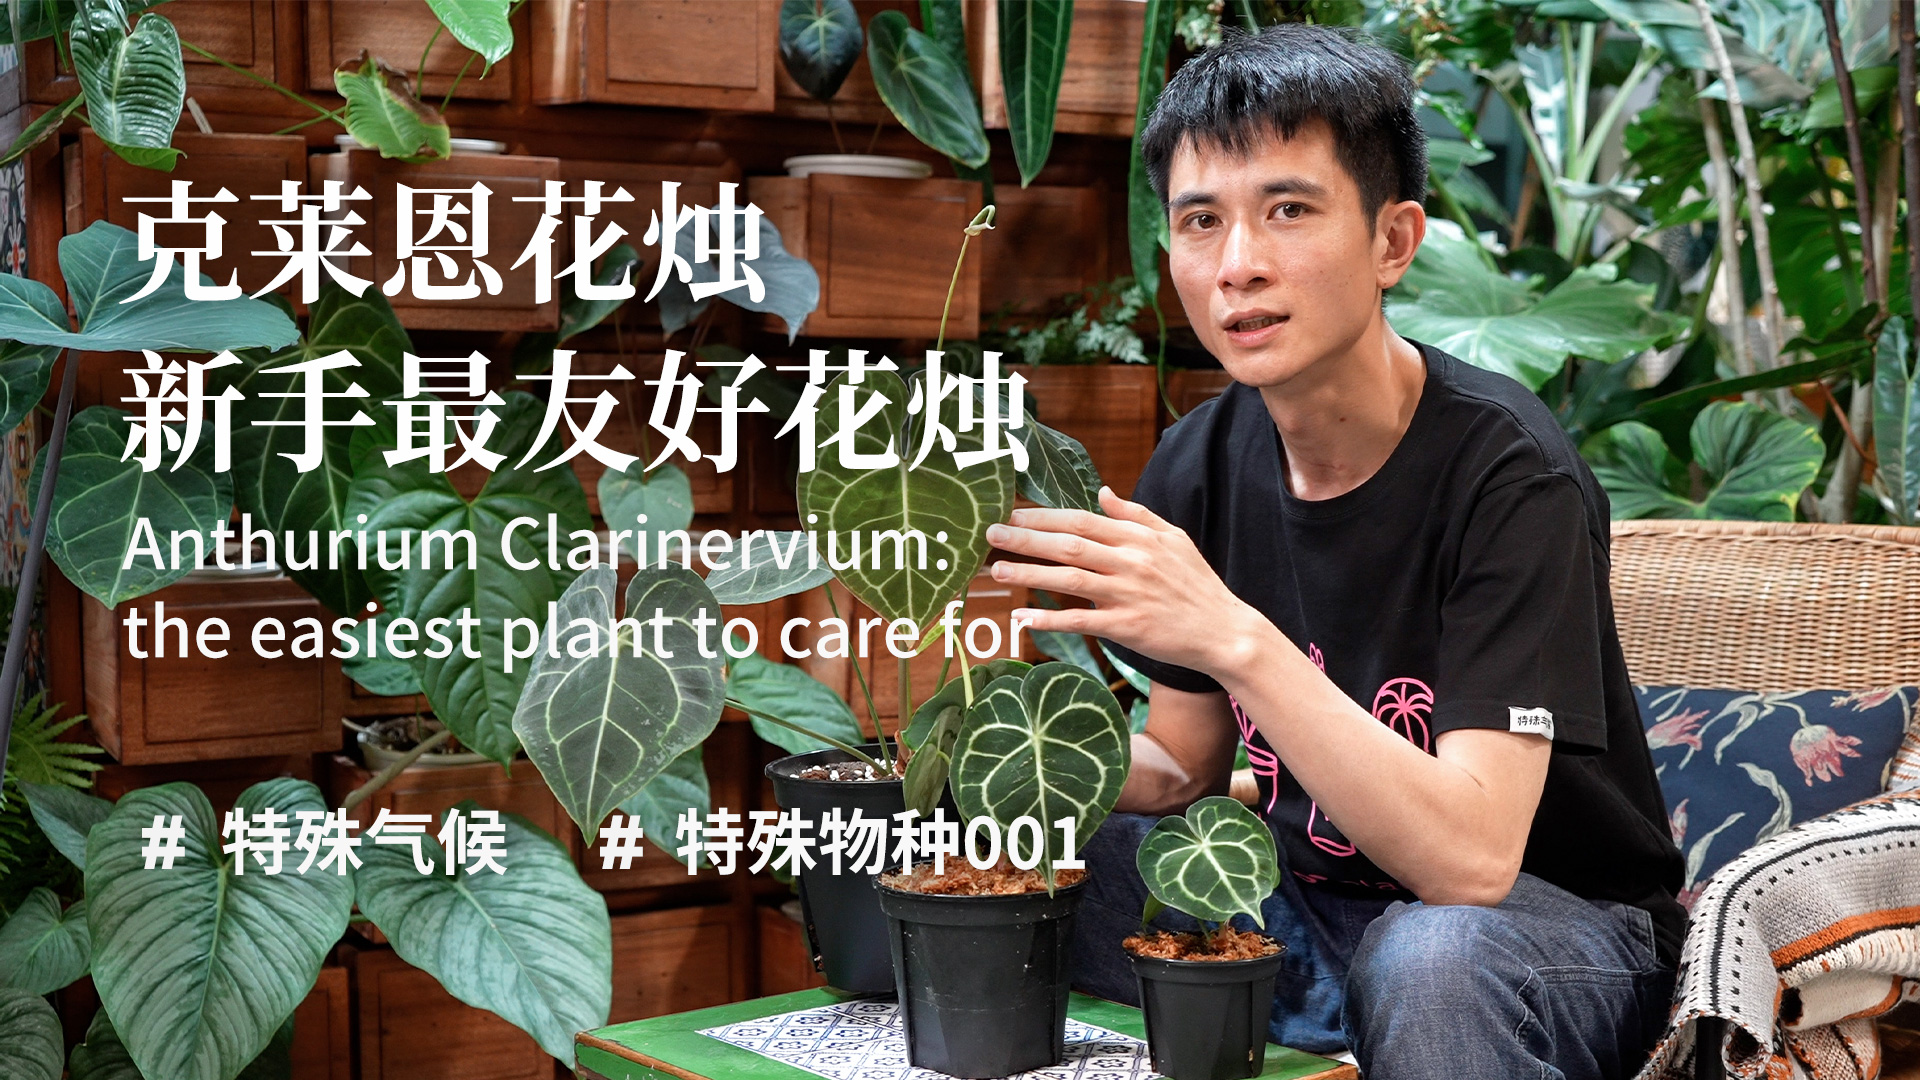 克莱恩花烛
新手最友好花烛
Anthurium Clarinervium:
the easiest plant to care for
# 特殊气候 # 特殊物种001